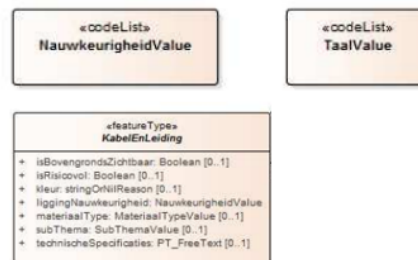 «codeList»
NauwkeurigheidValue
«codeList»
TaalValue
«featureType»
KabelEnLeiding
+ isBovengrondsZichtbaar: Boolean [0..1]
+ isRisicovol: Boolean [0..1]
+ kleur: stringOrNilReason [0..1]
+ liggingNauwkeurigheid: NauwkeurigheidValue
+ materiaalType: MateriaalTypeValue [0..1]
+ subThema: SubThemaValue [0..1]
+ technischeSpecificaties: PT_FreeText [0..1]